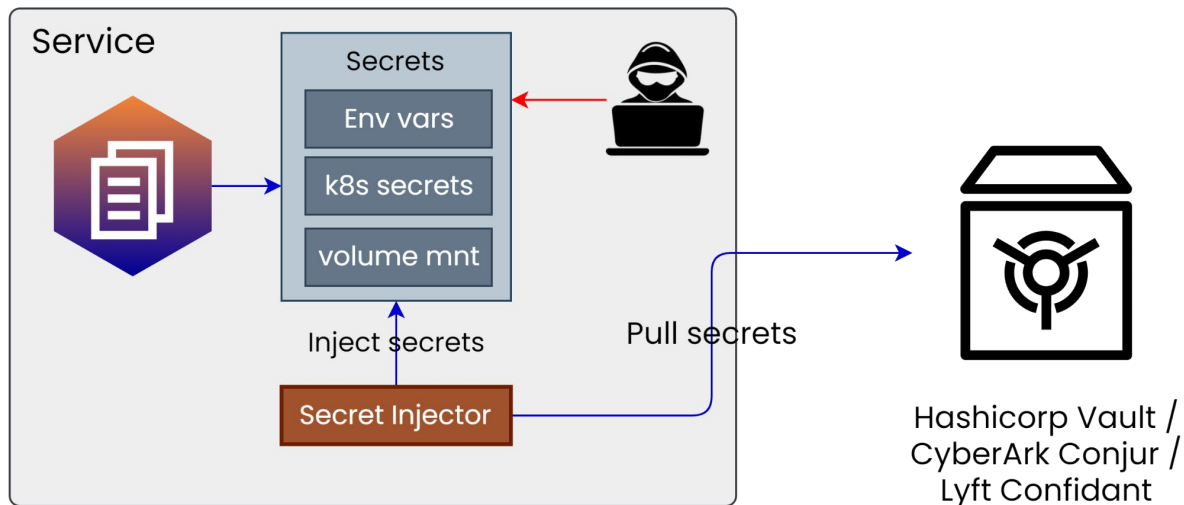 Service
Secrets
Env vars
k8s secrets
volume mnt
Inject secrets
Pull secrets
Secret Injector
Hashicorp Vault /
CyberArk Conjur /
Lyft Confidant